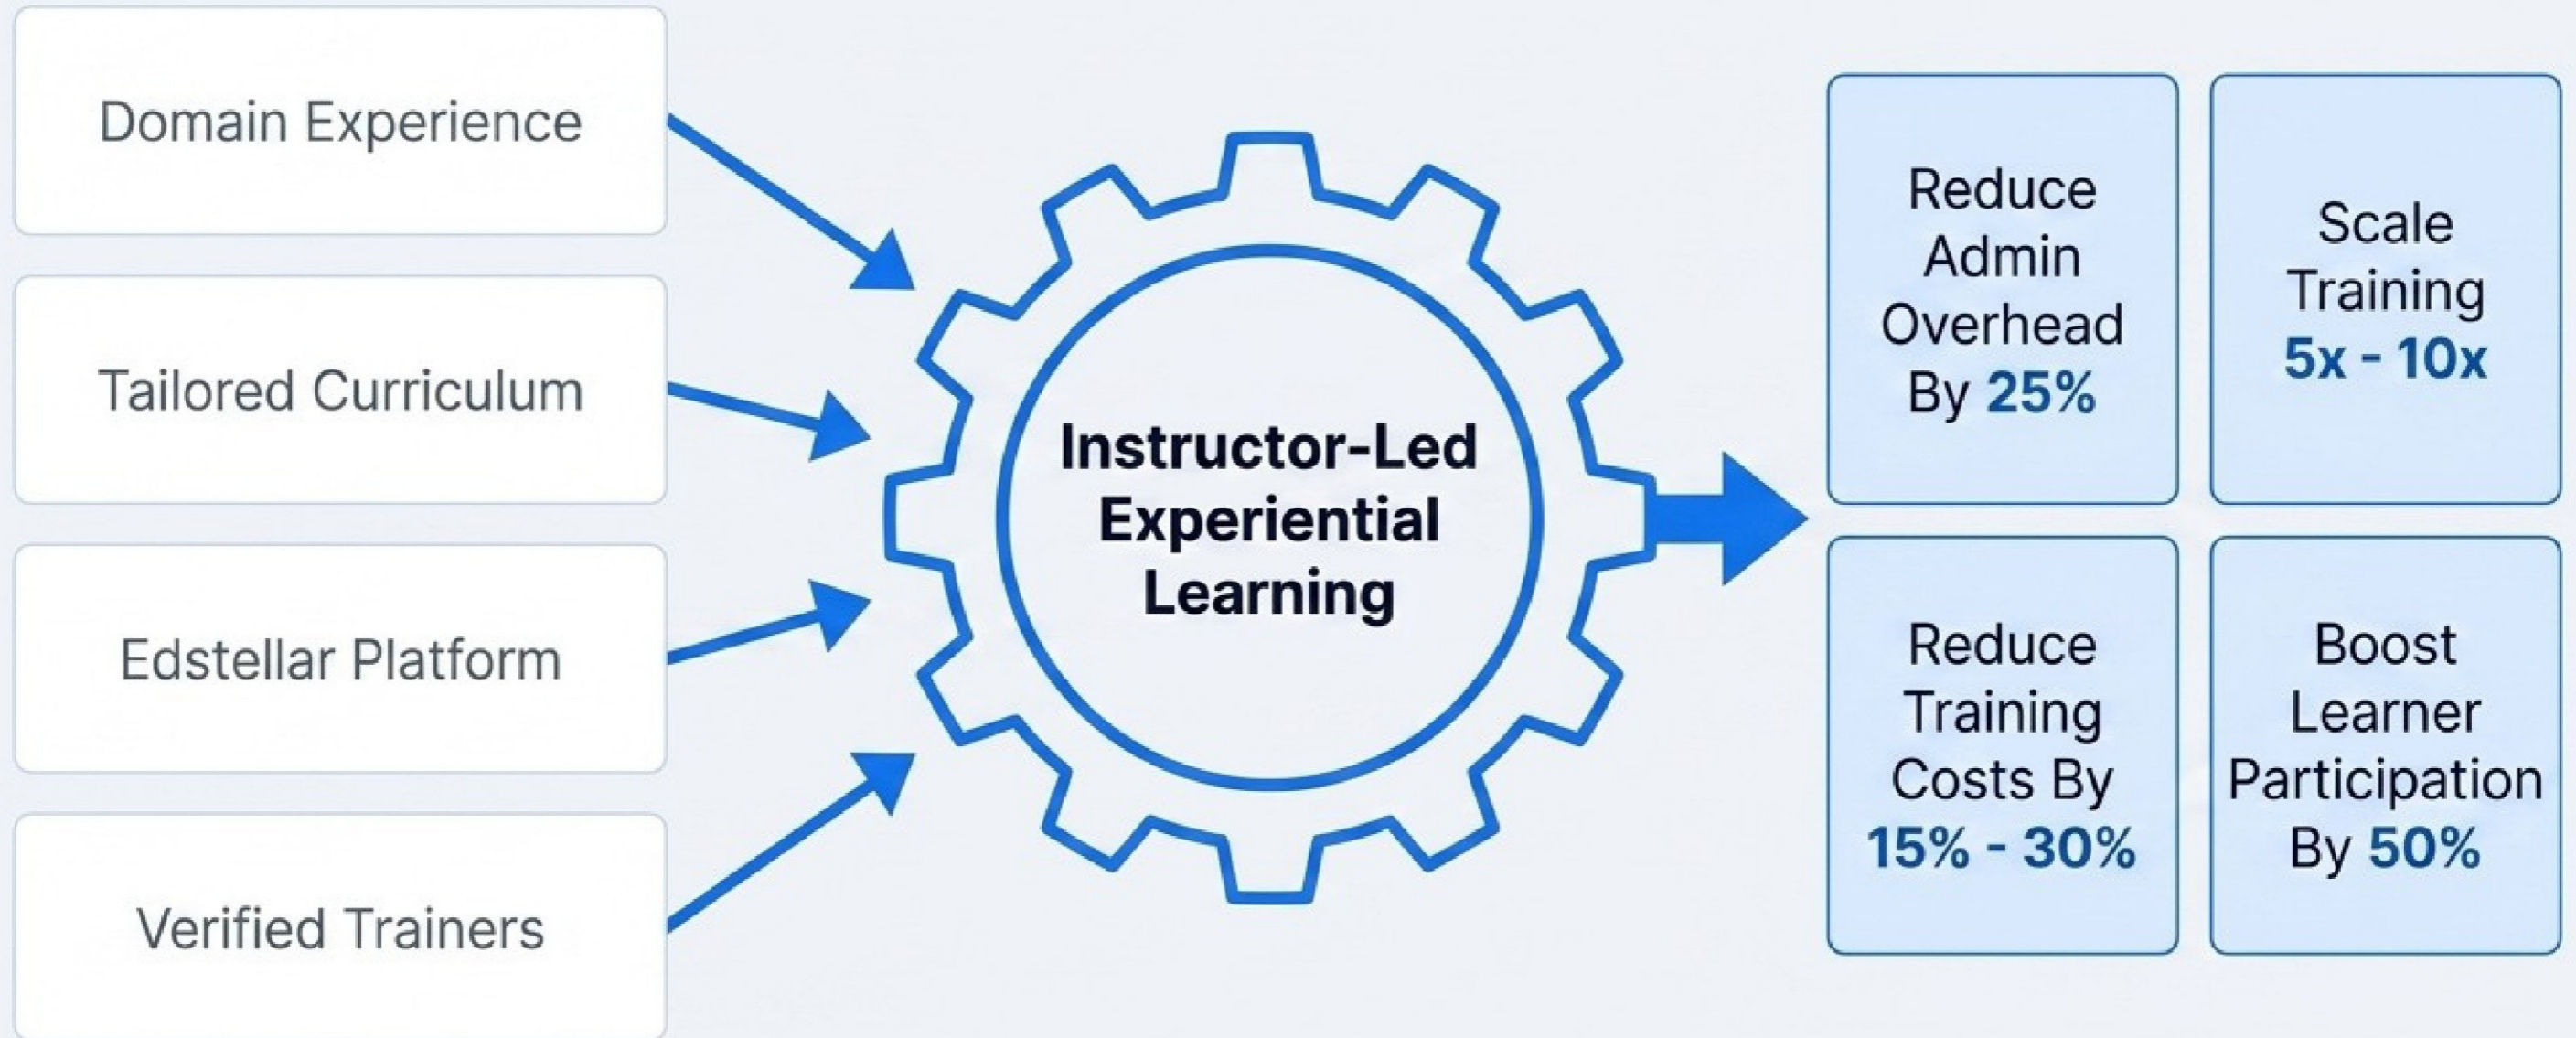 Domain Experience
Tailored Curriculum
Edstellar Platform
Verified Trainers
Instructor-Led
Experiential
Learning
Reduce
Admin
Overhead
By 25%
Scale
Training
5x - 10x
Reduce
Training
Costs By
15% - 30%
Boost
Learner
Participation
By 50%